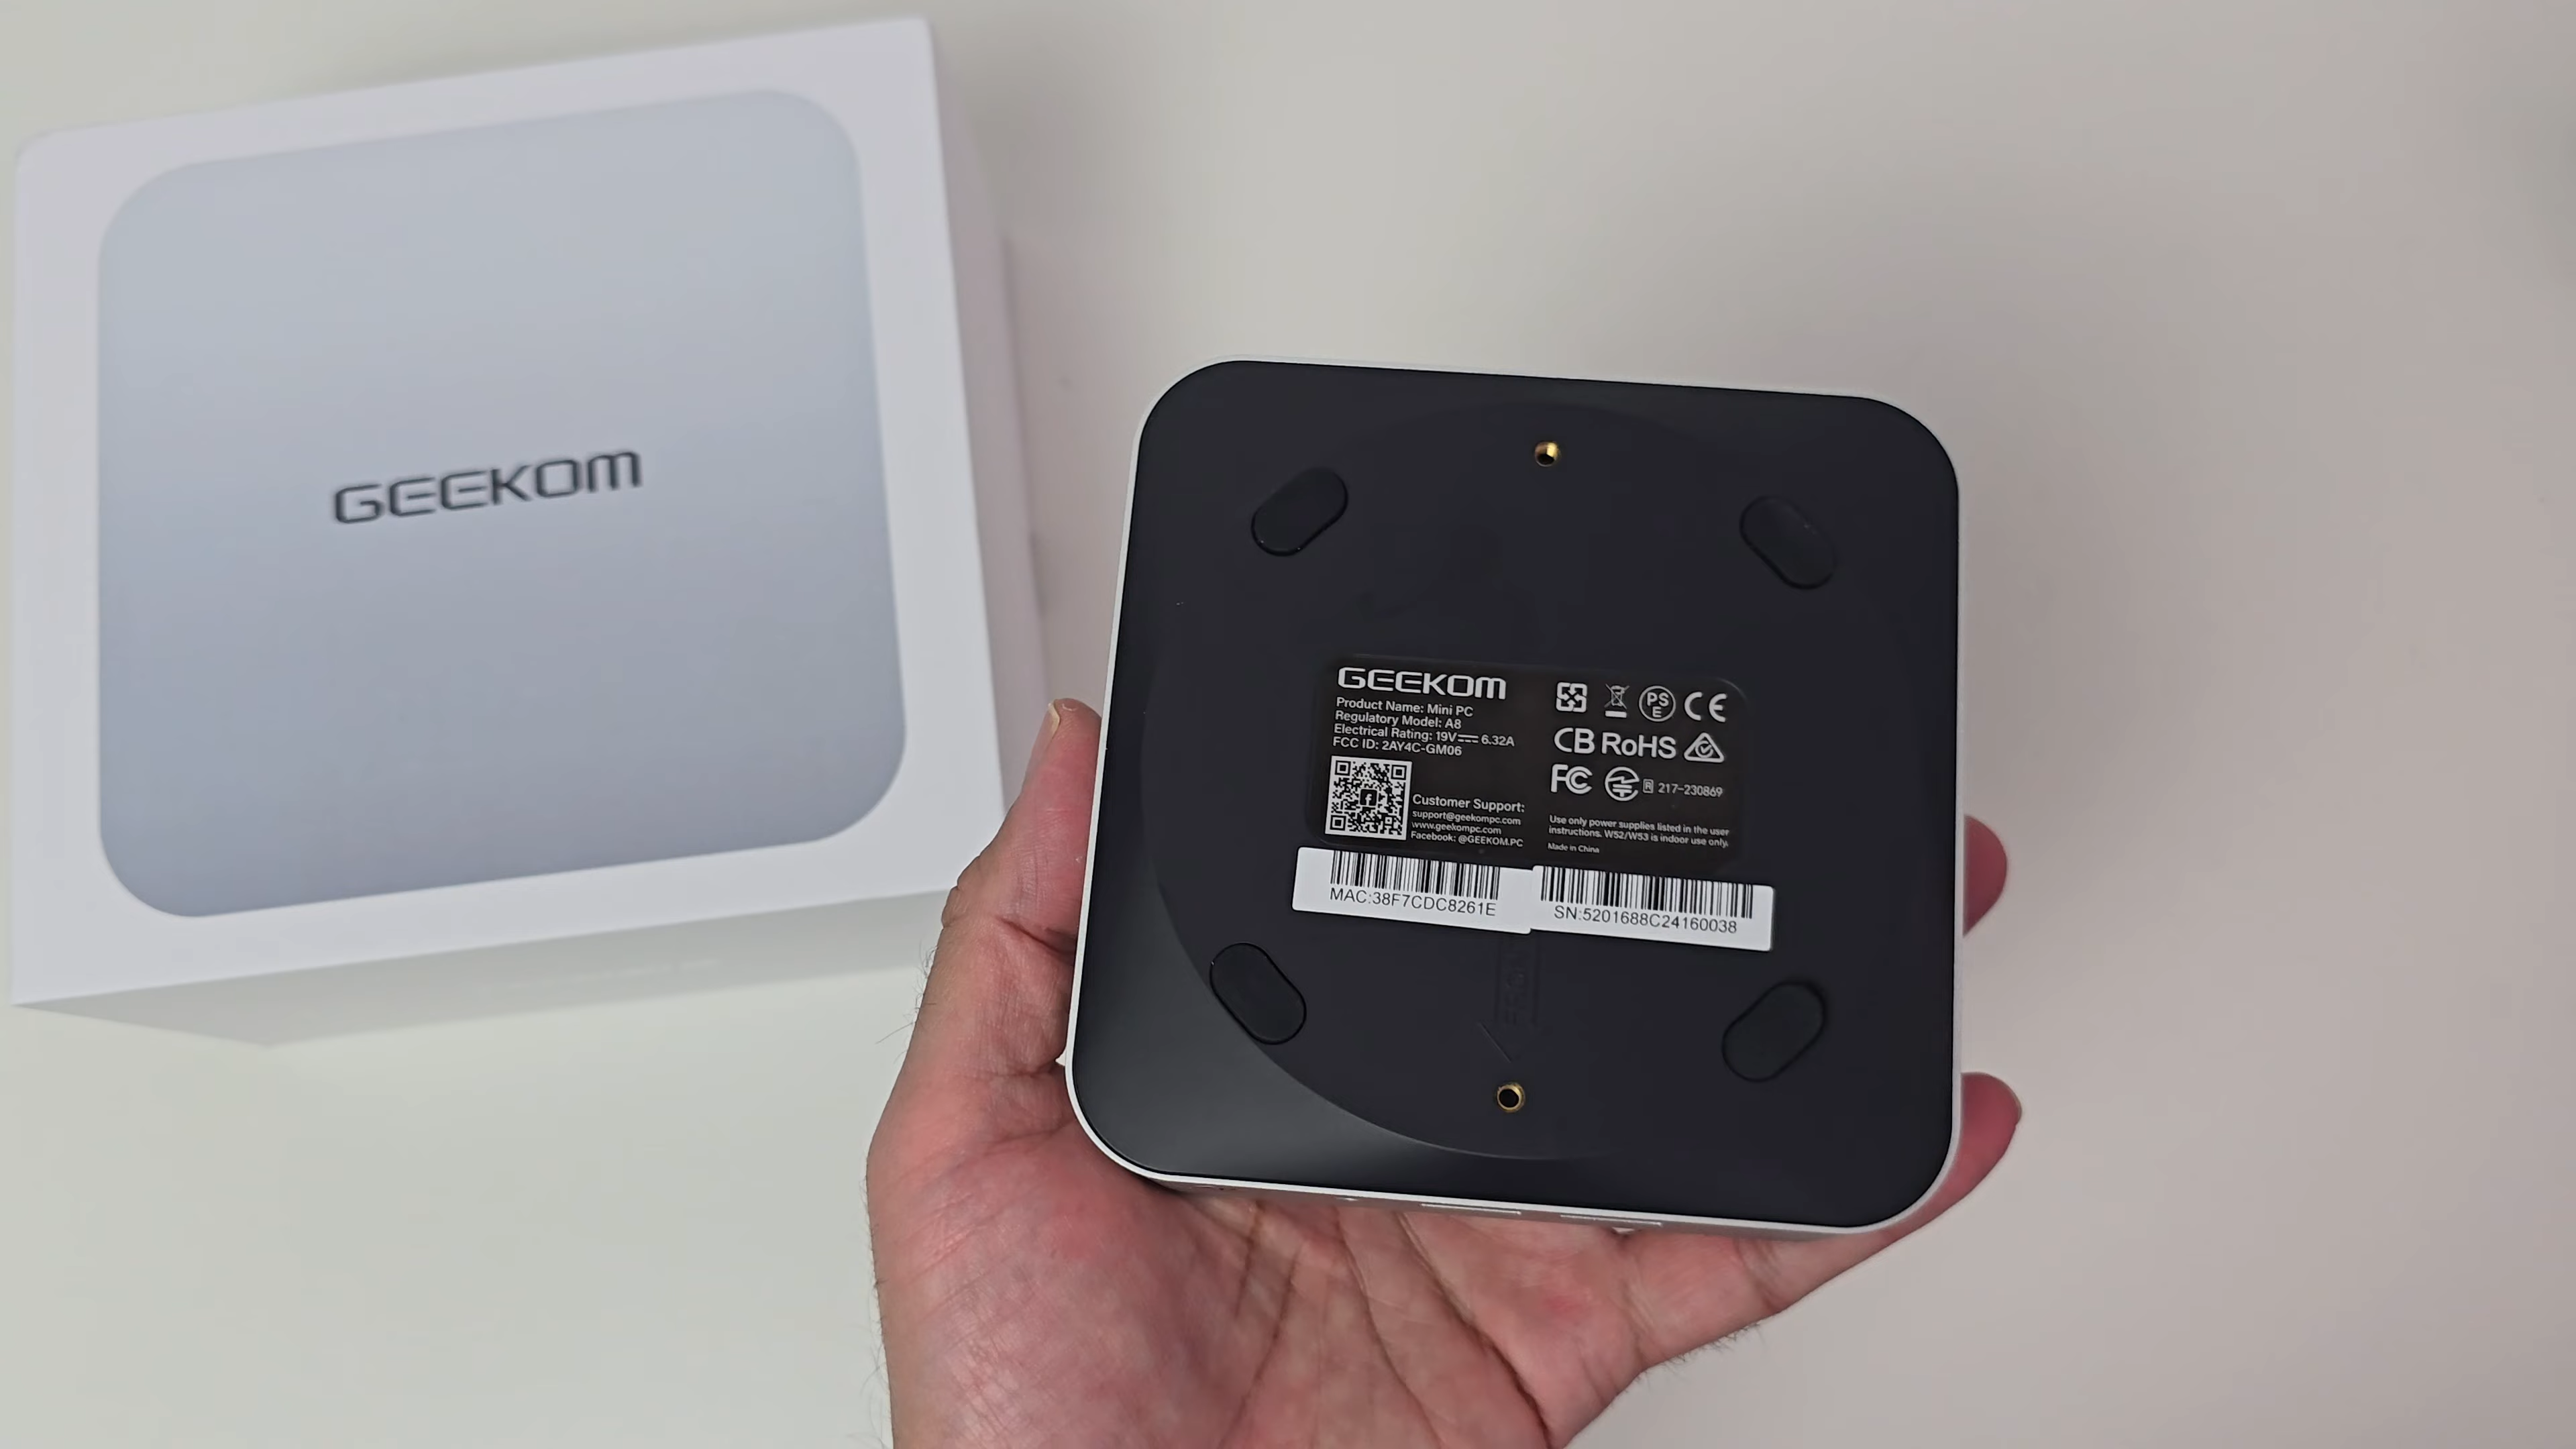 GEEKOM
GEEKOM
Product Name: Mini PC
Regulatory Model: A8
Electrical Rating: 19V 6.32A
FCC ID: 2AY4C-GM06
Customer Support:
support@geekompc.com
www.geekompc.com
Facebook: @GEEKOM.PC
PS
E
CE
CB RoHS
FC
R 217-230869
Use only power supplies listed in the user
instructions. W52/W53 is indoor use only.
Made in China
MAC:38F7CDC8261E
SN:5201688C24160038